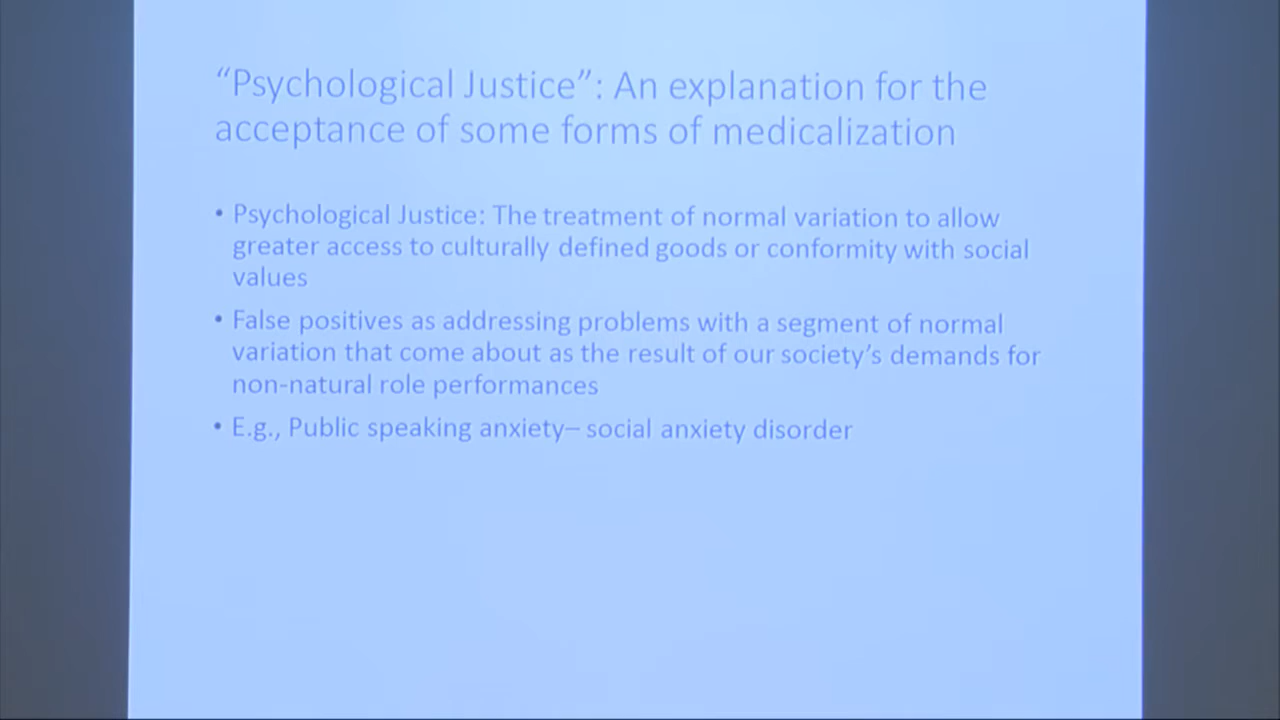 “Psychological Justice”: An explanation for the
acceptance of some forms of medicalization
• Psychological Justice: The treatment of normal variation to allow
greater access to culturally defined goods or conformity with social
values
• False positives as addressing problems with a segment of normal
variation that come about as the result of our society’s demands for
non-natural role performances
• E.g., Public speaking anxiety– social anxiety disorder